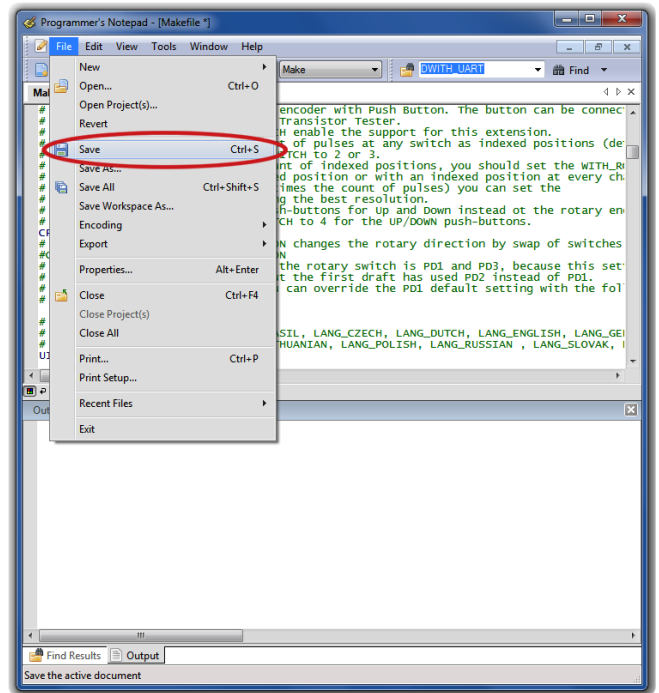 Programmer's Notepad - [Makefile *]
File Edit View Tools Window Help
Make DWITH_UART Find
New
Open... Ctrl+O
Open Project(s)...
Revert
Save Ctrl+S
Save As...
Save All Ctrl+Shift+S
Save Workspace As...
Encoding
Export
Properties... Alt+Enter
Close Ctrl+F4
Close Project(s)
Close All
Print... Ctrl+P
Print Setup...
Recent Files
Exit
# encoder with Push Button. The button can be connec
# Transistor Tester.
# H enable the support for this extension.
# of pulses at any switch as indexed positions (de
# TCH to 2 or 3.
# nt of indexed positions, you should set the WITH_R
# d position or with an indexed position at every ch
# imes the count of pulses) you can set the
# g the best resolution.
# h-buttons for Up and Down instead ot the rotary en
# CH to 4 for the UP/DOWN push-buttons.
# N changes the rotary direction by swap of switches
ON
# the rotary switch is PD1 and PD3, because this set
# t the first draft has used PD2 instead of PD1.
# can override the PD1 default setting with the fol
#
# ASIL, LANG_CZECH, LANG_DUTCH, LANG_ENGLISH, LANG_GE
# HUANIAN, LANG_POLISH, LANG_RUSSIAN , LANG_SLOVAK,
UI
Out
Find Results Output
Save the active document